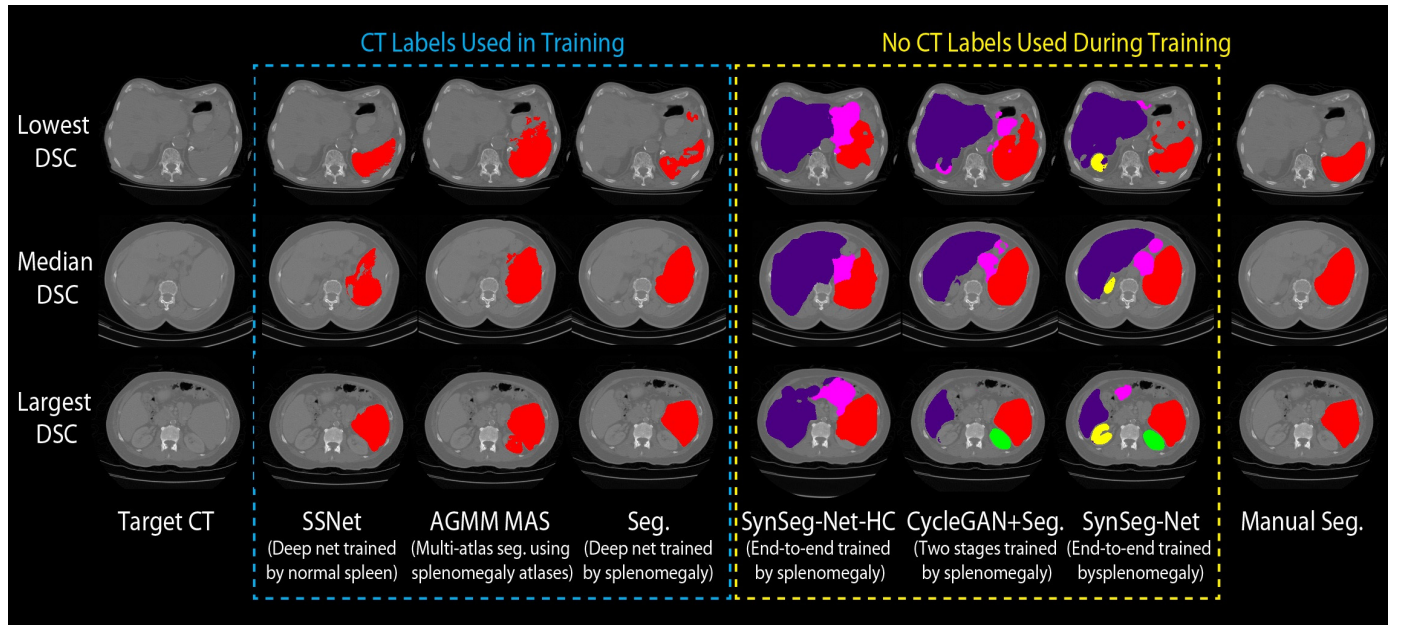 CT Labels Used in Training
No CT Labels Used During Training
Lowest
DSC
Median
DSC
Largest
DSC
Target CT
SSNet
(Deep net trained
by normal spleen)
AGMM MAS
(Multi-atlas seg. using
splenomegaly atlases)
Seg.
(Deep net trained
by splenomegaly)
SynSeg-Net-HC
(End-to-end trained
by splenomegaly)
CycleGAN+Seg.
(Two stages trained
by splenomegaly)
SynSeg-Net
(End-to-end trained
bysplenomegaly)
Manual Seg.